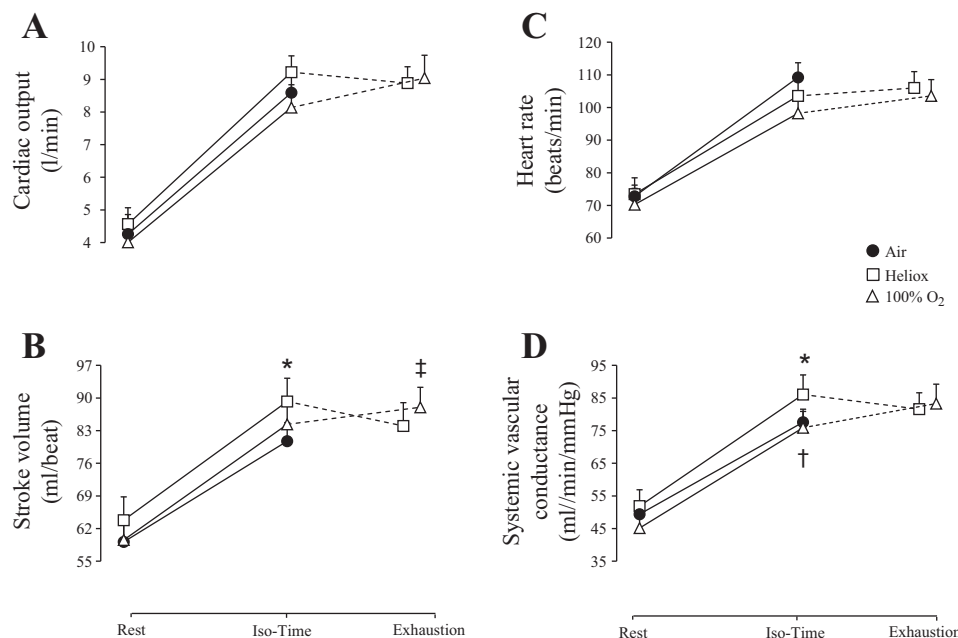 A
Cardiac output
(l/min)
10
9
8
7
6
5
4
C
Heart rate
(beats/min)
120
110
100
90
80
70
60
Air
Heliox
100% O₂
B
Stroke volume
(ml/beat)
97
90
83
76
69
62
55
*
‡
Rest
Iso-Time
Exhaustion
D
Systemic vascular
conductance
(ml//min/mmHg)
95
85
75
65
55
45
35
*
†
Rest
Iso-Time
Exhaustion